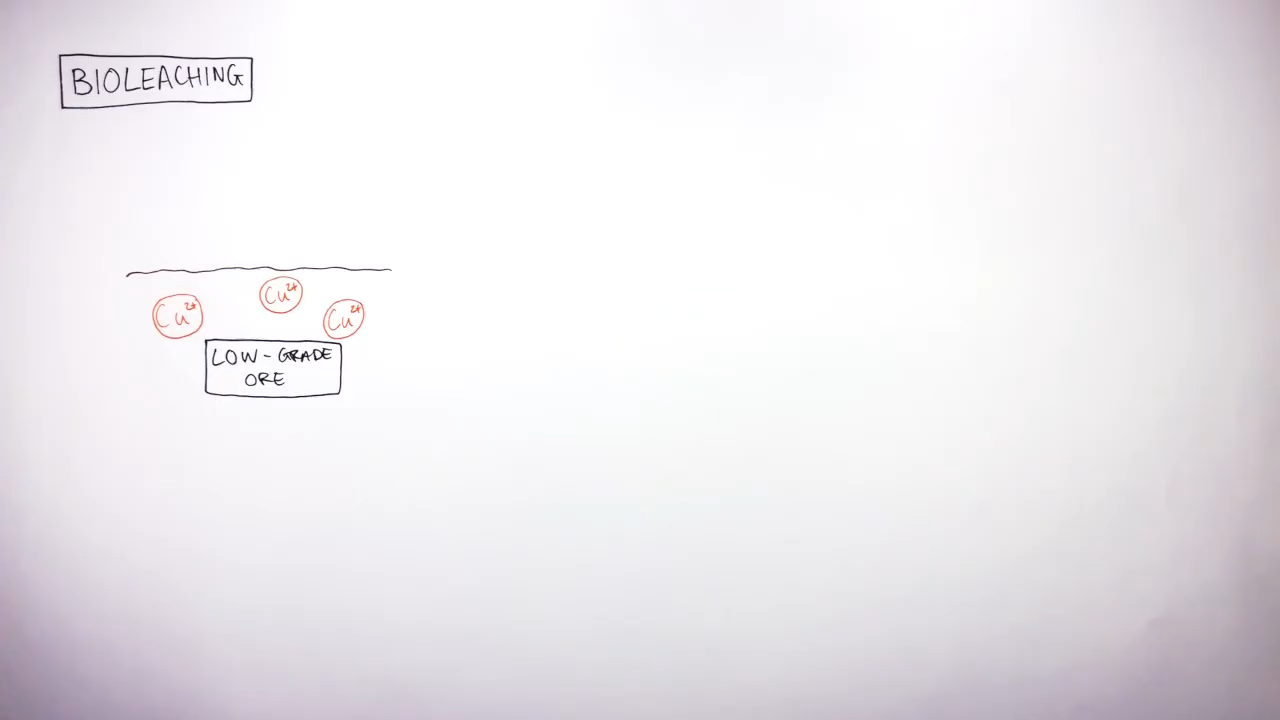 BIOLEACHING
Cu²⁺
Cu²⁺
Cu²⁺
LOW-GRADE
ORE